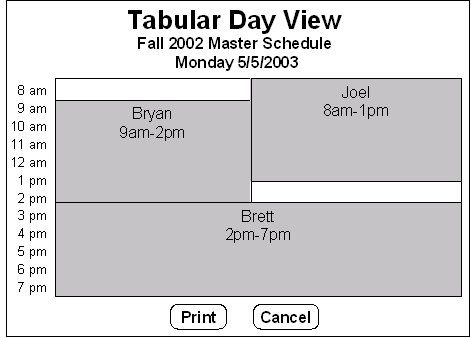 Tabular Day View
Fall 2002 Master Schedule
Monday 5/5/2003
8 am
9 am
10 am
11 am
12 am
1 pm
2 pm
3 pm
4 pm
5 pm
6 pm
7 pm
Bryan
9am-2pm
Joel
8am-1pm
Brett
2pm-7pm
Print
Cancel